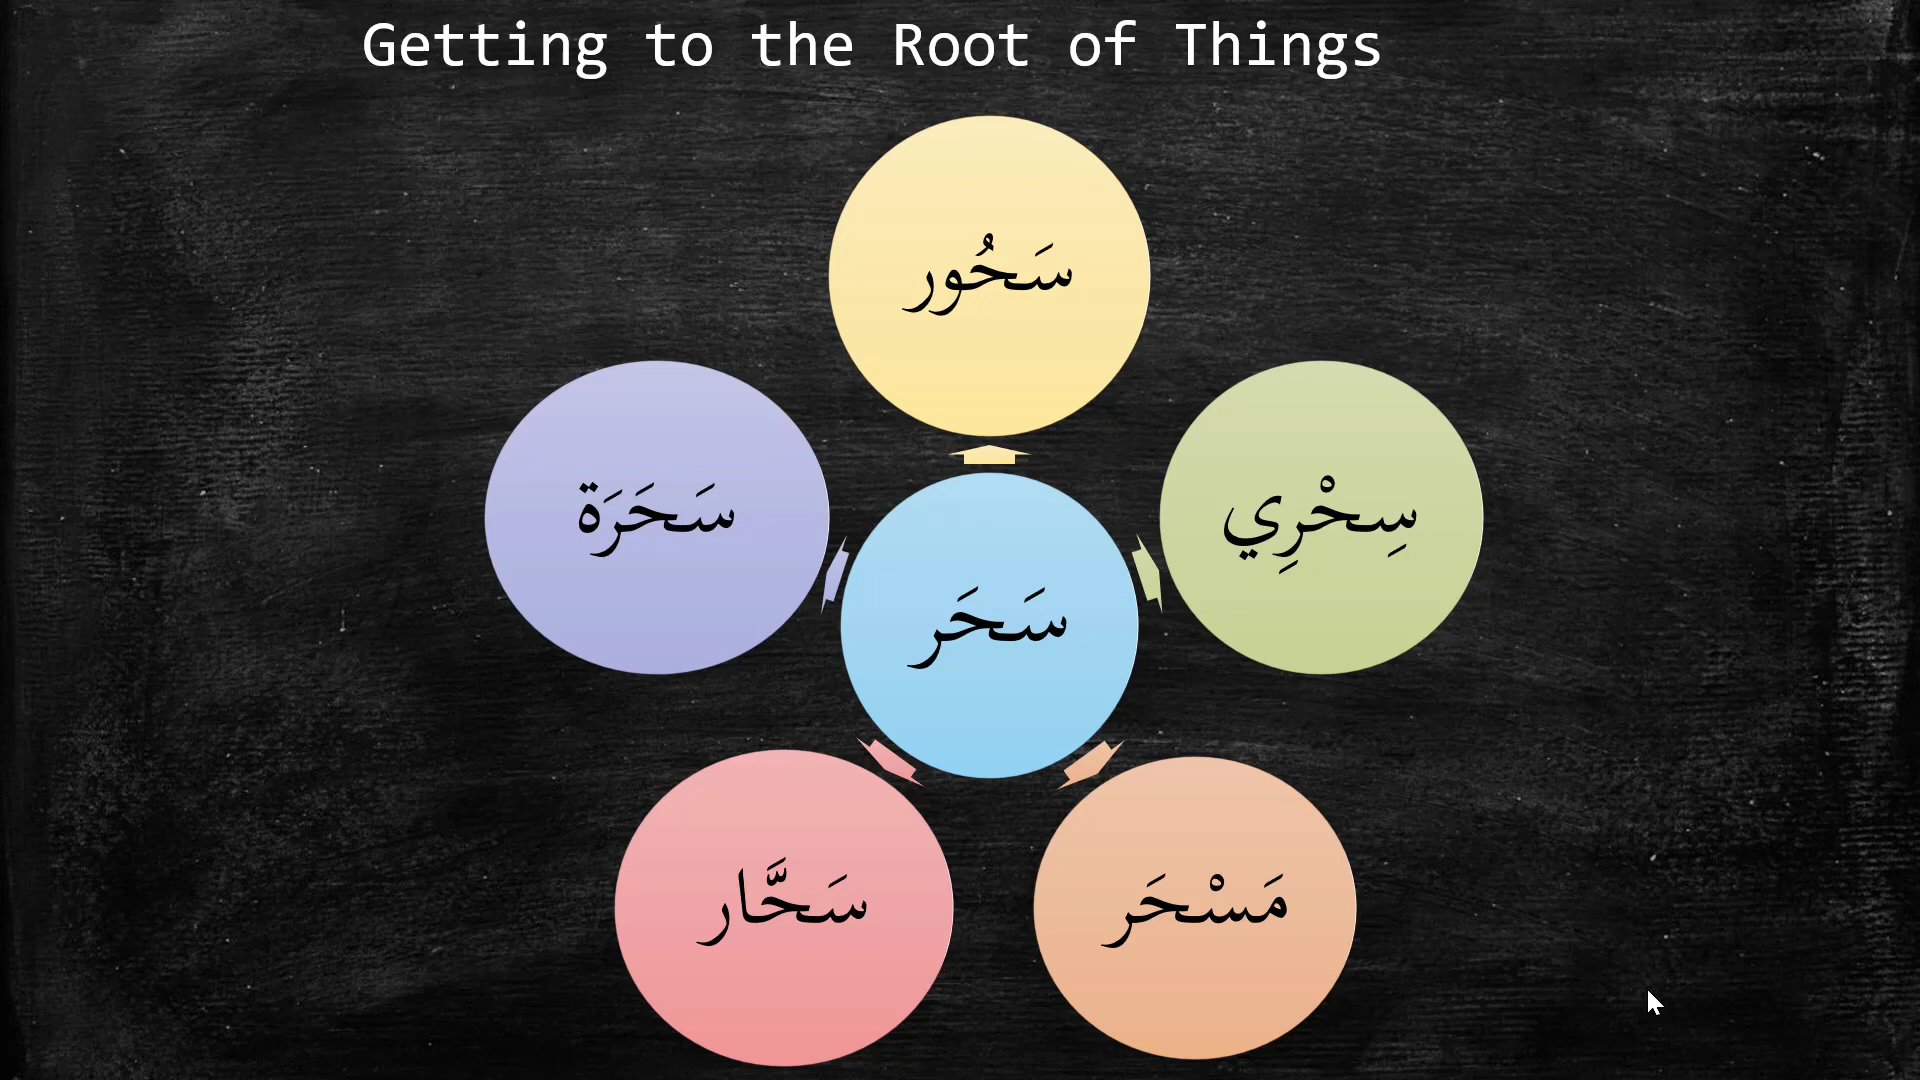 Getting to the Root of Things
سَحُور
سَحَرَة
سِحْرِي
سَحَر
سَحَّار
مَسْحَر